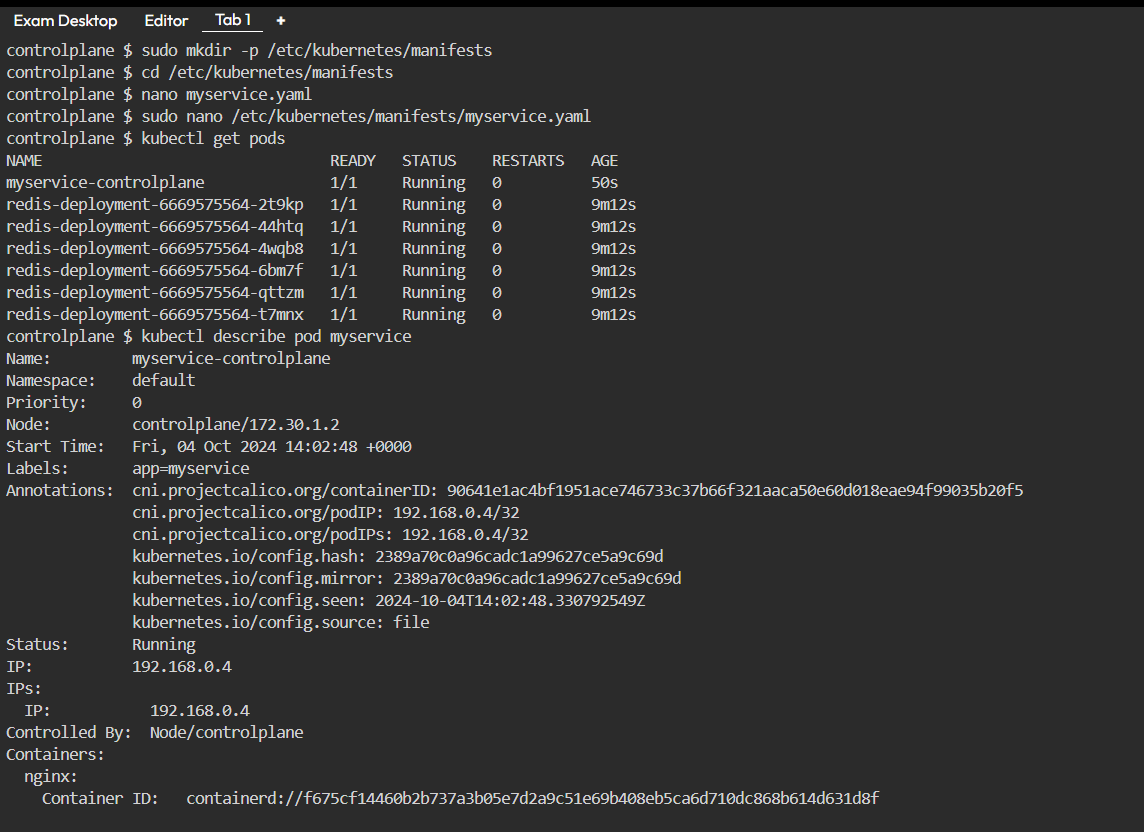 Exam Desktop Editor Tab 1 +
controlplane $ sudo mkdir -p /etc/kubernetes/manifests
controlplane $ cd /etc/kubernetes/manifests
controlplane $ nano myservice.yaml
controlplane $ sudo nano /etc/kubernetes/manifests/myservice.yaml
controlplane $ kubectl get pods
NAME READY STATUS RESTARTS AGE
myservice-controlplane 1/1 Running 0 50s
redis-deployment-6669575564-2t9kp 1/1 Running 0 9m12s
redis-deployment-6669575564-44htq 1/1 Running 0 9m12s
redis-deployment-6669575564-4wqb8 1/1 Running 0 9m12s
redis-deployment-6669575564-6bm7f 1/1 Running 0 9m12s
redis-deployment-6669575564-qttzm 1/1 Running 0 9m12s
redis-deployment-6669575564-t7mnx 1/1 Running 0 9m12s
controlplane $ kubectl describe pod myservice
Name: myservice-controlplane
Namespace: default
Priority: 0
Node: controlplane/172.30.1.2
Start Time: Fri, 04 Oct 2024 14:02:48 +0000
Labels: app=myservice
Annotations: cni.projectcalico.org/containerID: 90641e1ac4bf1951ace746733c37b66f321aaca50e60d018eae94f99035b20f5
cni.projectcalico.org/podIP: 192.168.0.4/32
cni.projectcalico.org/podIPs: 192.168.0.4/32
kubernetes.io/config.hash: 2389a70c0a96cadc1a99627ce5a9c69d
kubernetes.io/config.mirror: 2389a70c0a96cadc1a99627ce5a9c69d
kubernetes.io/config.seen: 2024-10-04T14:02:48.330792549Z
kubernetes.io/config.source: file
Status: Running
IP: 192.168.0.4
IPs:
IP: 192.168.0.4
Controlled By: Node/controlplane
Containers:
nginx:
Container ID: containerd://f675cf14460b2b737a3b05e7d2a9c51e69b408eb5ca6d710dc868b614d631d8f